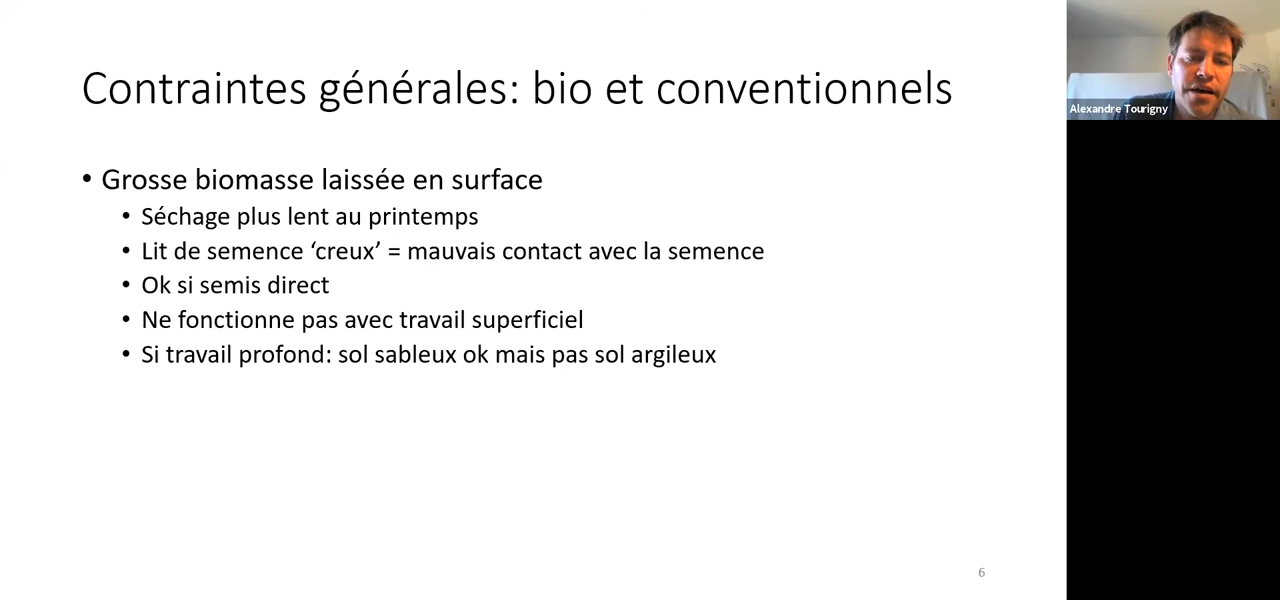 Contraintes générales: bio et conventionnels
Alexandre Tourigny
• Grosse biomasse laissée en surface
• Séchage plus lent au printemps
• Lit de semence ‘creux’ = mauvais contact avec la semence
• Ok si semis direct
• Ne fonctionne pas avec travail superficiel
• Si travail profond: sol sableux ok mais pas sol argileux
6